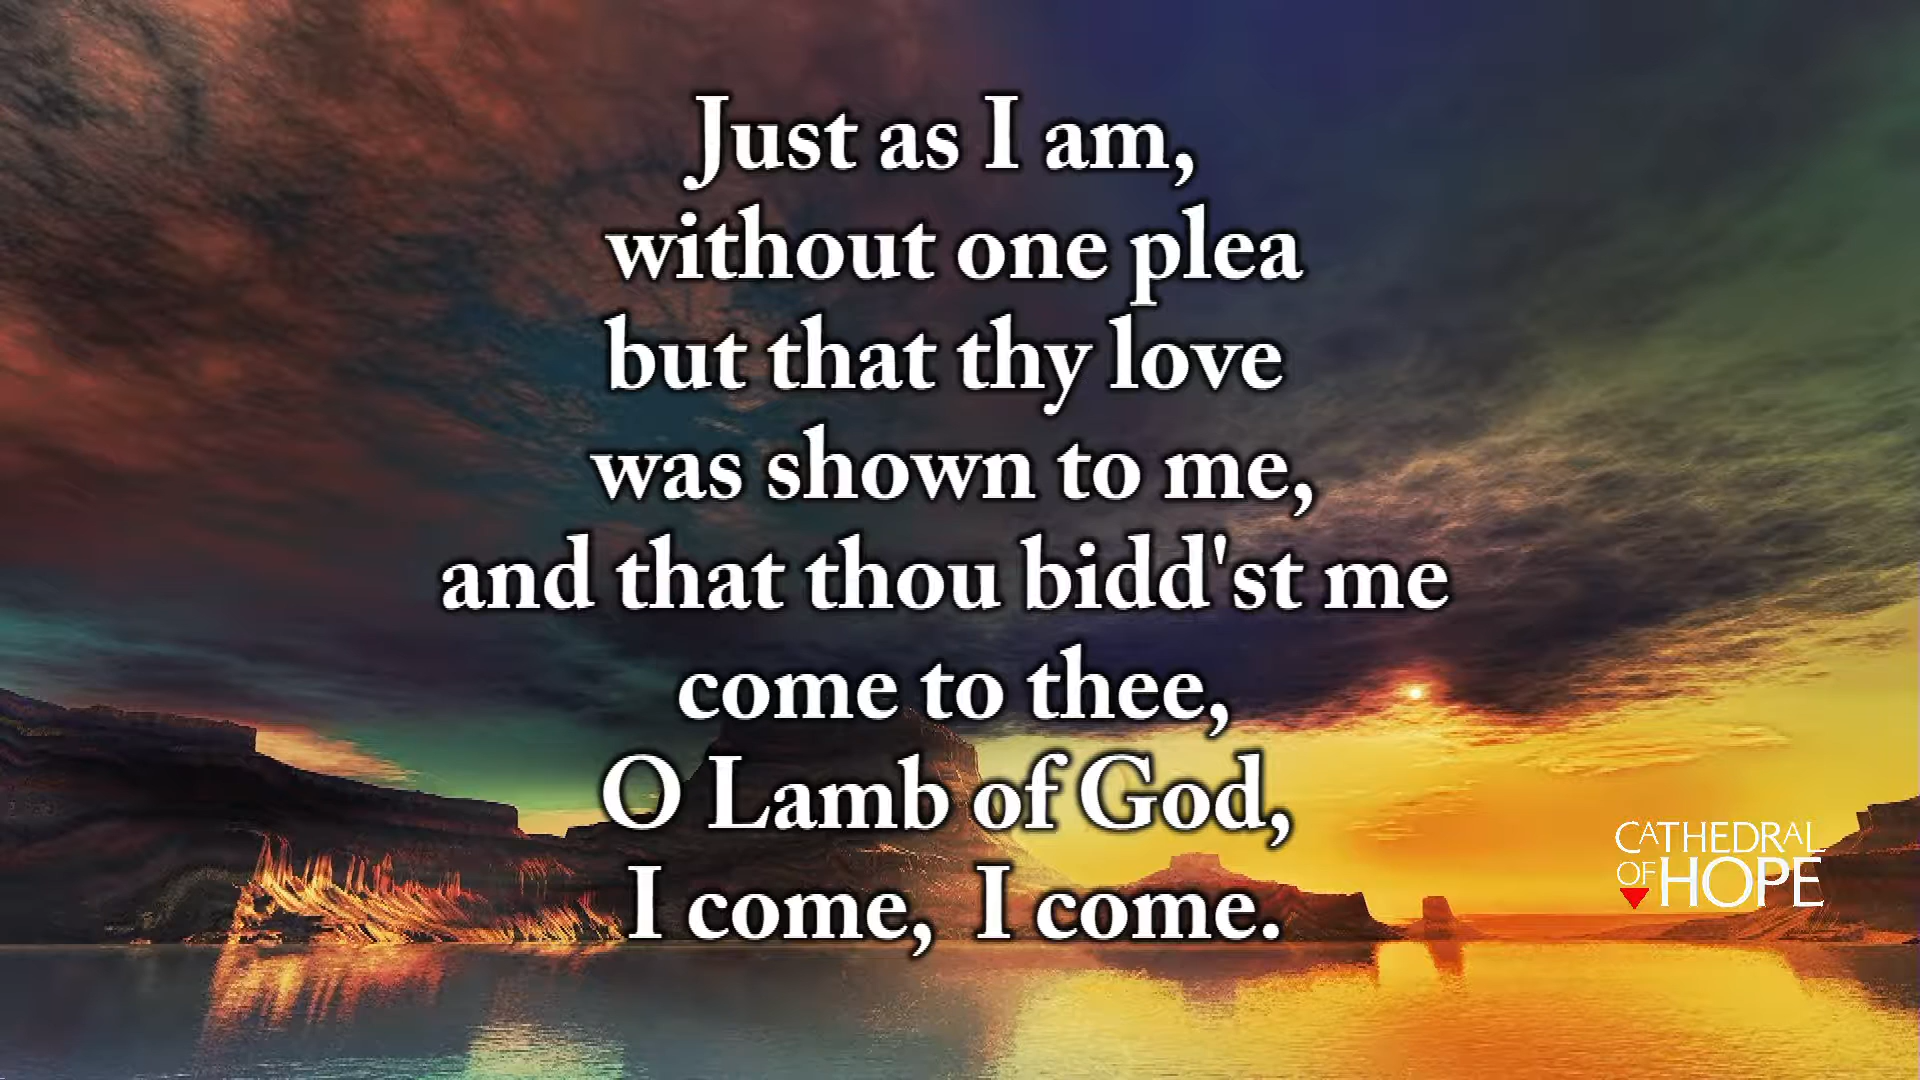 Just as I am,
without one plea
but that thy love
was shown to me,
and that thou bidd'st me
come to thee,
O Lamb of God,
I come,  I come.
CATHEDRAL
OF HOPE